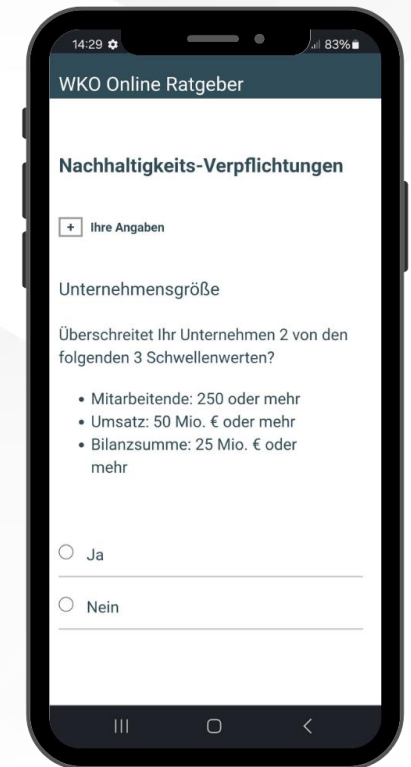 14:29
83%
WKO Online Ratgeber
Nachhaltigkeits-Verpflichtungen
+ Ihre Angaben
Unternehmensgröße
Überschreitet Ihr Unternehmen 2 von den
folgenden 3 Schwellenwerten?
• Mitarbeitende: 250 oder mehr
• Umsatz: 50 Mio. € oder mehr
• Bilanzsumme: 25 Mio. € oder
mehr
Ja
Nein